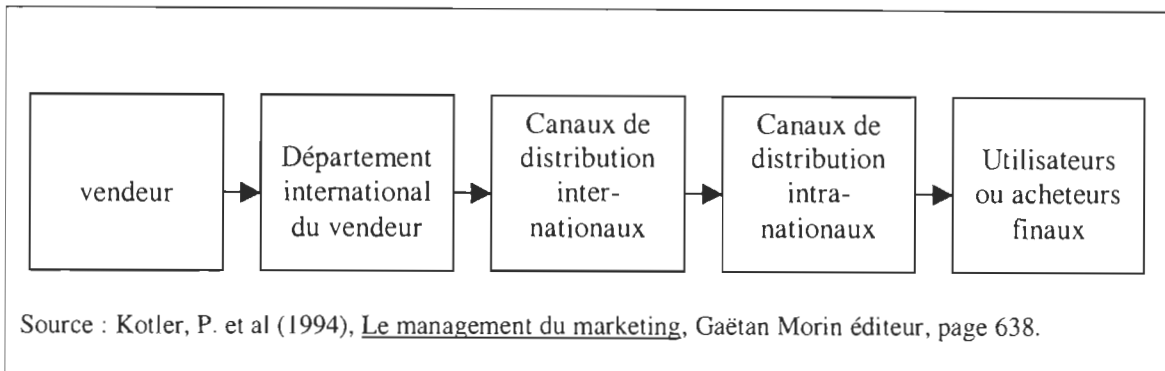 vendeur
Département
international
du vendeur
Canaux de
distribution
inter-
nationaux
Canaux de
distribution
intra-
nationaux
Utilisateurs
ou acheteurs
finaux
Source : Kotler, P. et al (1994), Le management du marketing, Gaëtan Morin éditeur, page 638.